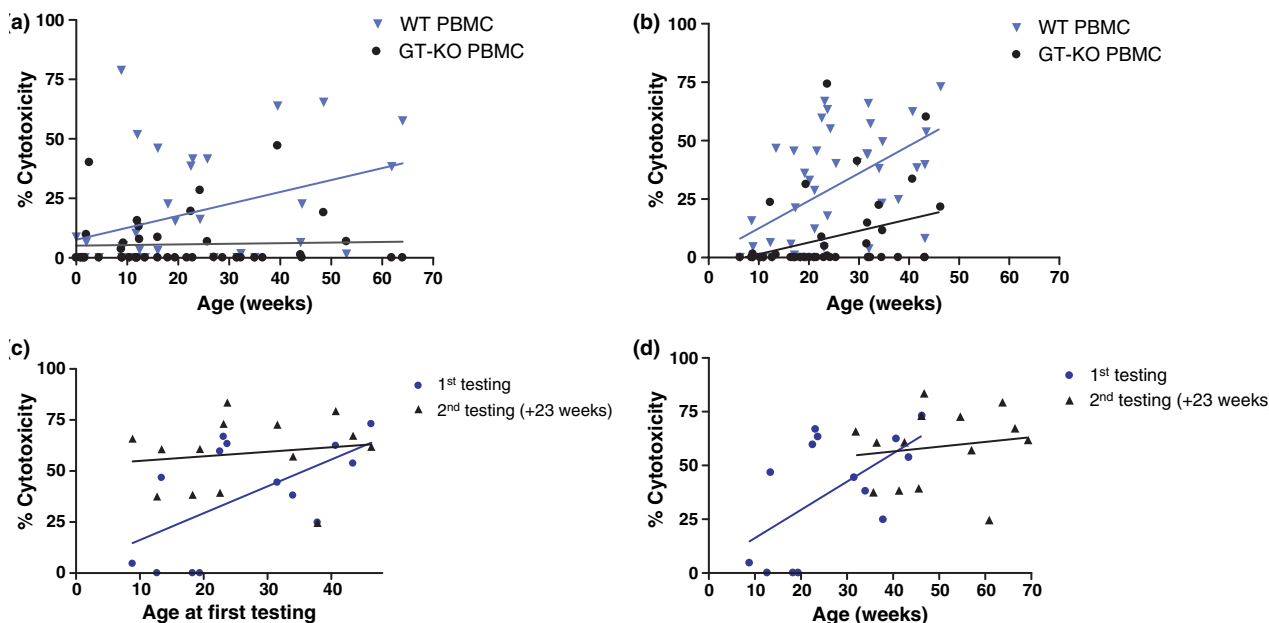 (a)
WT PBMC
GT-KO PBMC
% Cytotoxicity
100
75
50
25
0
0 10 20 30 40 50 60 70
Age (weeks)
(b)
WT PBMC
GT-KO PBMC
% Cytotoxicity
100
75
50
25
0
0 10 20 30 40 50 60 70
Age (weeks)
(c)
1st testing
2nd testing (+23 weeks)
% Cytotoxicity
100
75
50
25
0
0 10 20 30 40
Age at first testing
(d)
1st testing
2nd testing (+23 weeks
% Cytotoxicity
100
75
50
25
0
0 10 20 30 40 50 60 70
Age (weeks)